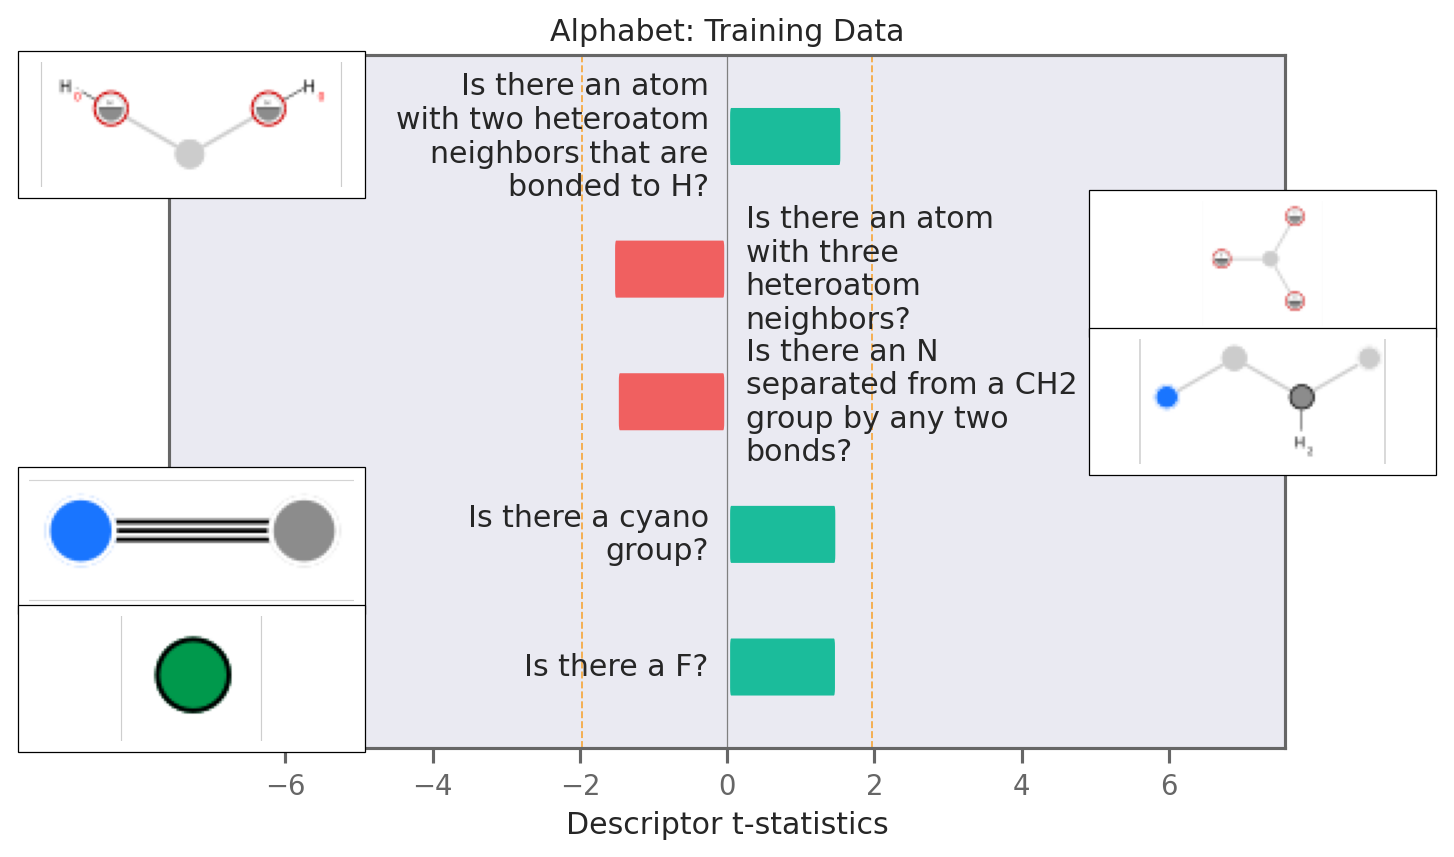 Alphabet: Training Data
H
H
Is there an atom
with two heteroatom
neighbors that are
bonded to H?
Is there an atom
with three
heteroatom
neighbors?
Is there an N
separated from a CH2
group by any two
bonds?
H2
Is there a cyano
group?
Is there a F?
−6 −4 −2 0 2 4 6
Descriptor t-statistics